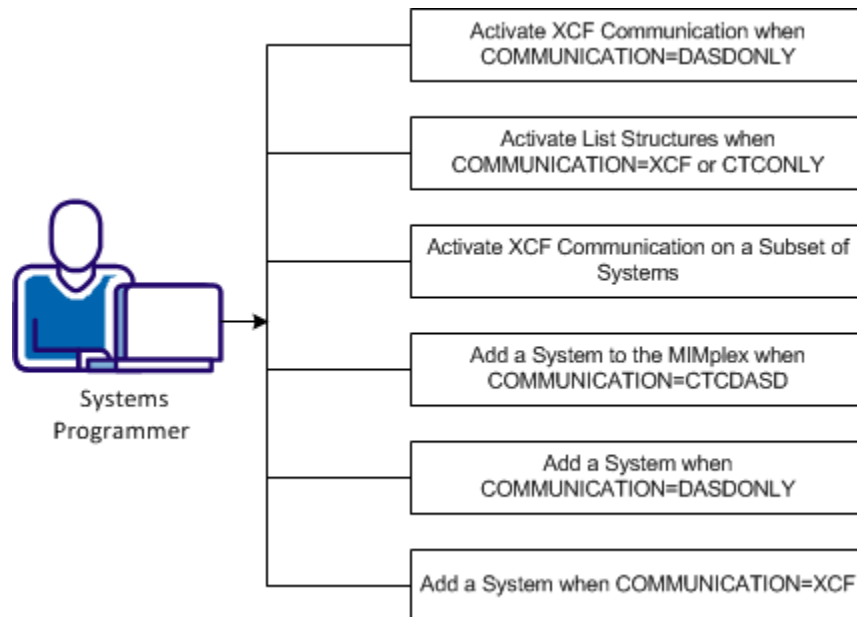 Activate XCF Communication when
COMMUNICATION=DASDONLY
Activate List Structures when
COMMUNICATION=XCF or CTCONLY
Activate XCF Communication on a Subset of
Systems
Add a System to the MIMplex when
COMMUNICATION=CTCDASD
Systems
Programmer
Add a System when
COMMUNICATION=DASDONLY
Add a System when COMMUNICATION=XCF